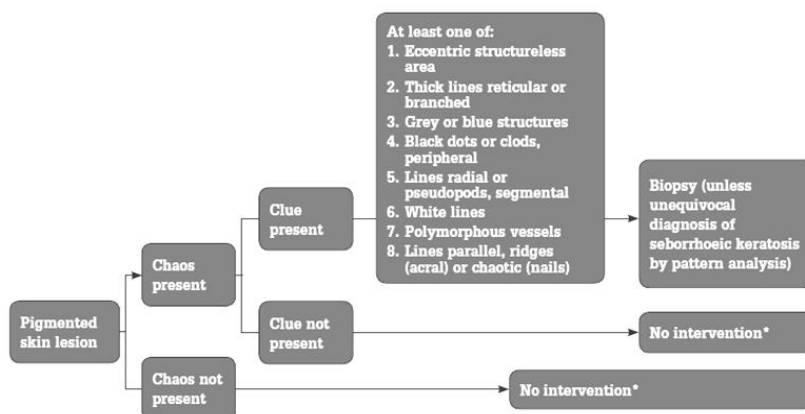 At least one of:
1. Eccentric structureless
area
2. Thick lines reticular or
branched
3. Grey or blue structures
4. Black dots or clods,
peripheral
5. Lines radial or
pseudopods, segmental
6. White lines
7. Polymorphous vessels
8. Lines parallel, ridges
(acral) or chaotic (nails)
Biopsy (unless
unequivocal
diagnosis of
seborrhoeic keratosis
by pattern analysis)
Clue
present
Chaos
present
Pigmented
skin lesion
Clue not
present
No intervention*
Chaos not
present
No intervention*